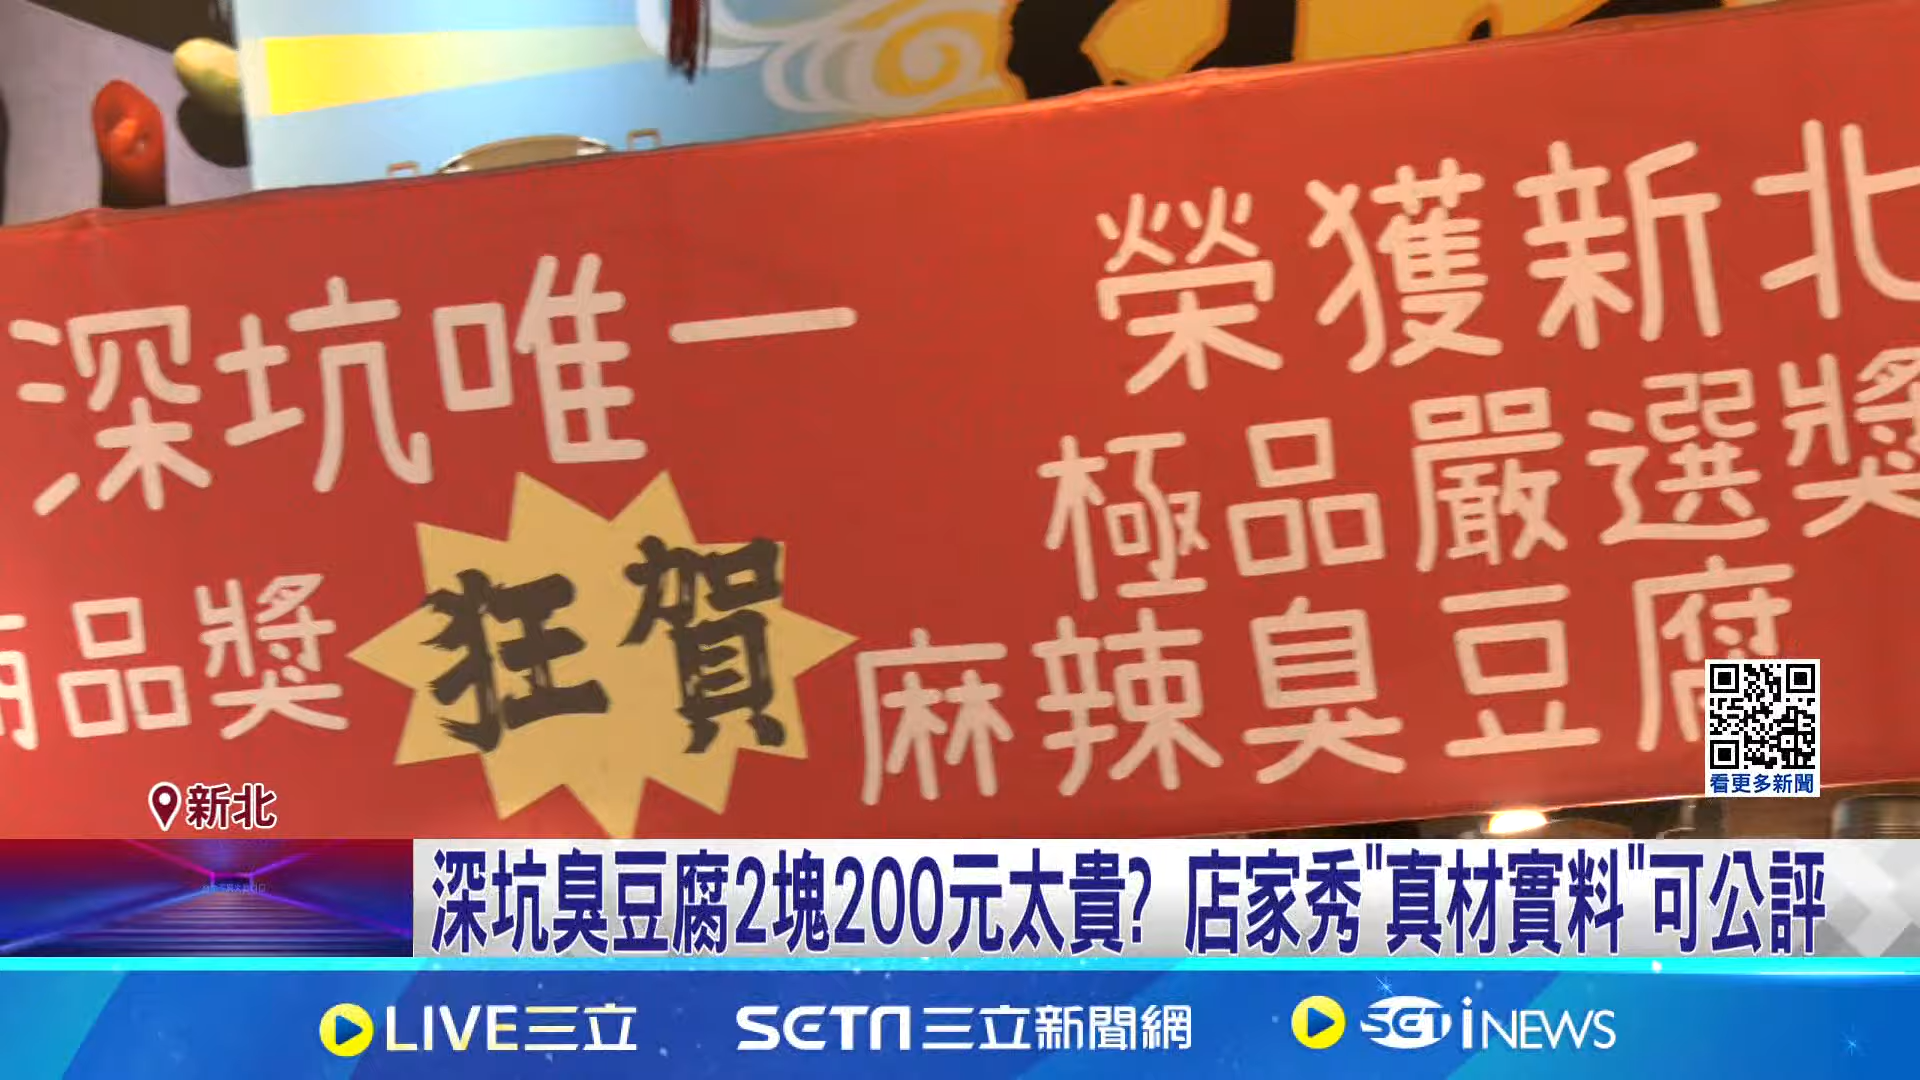 深坑唯一
榮獲新北
極品嚴選獎
品獎
狂賀
麻辣臭豆腐
看更多新聞
新北
深坑臭豆腐2塊200元太貴? 店家秀"真材實料"可公評
LIVE三立
SETN三立新聞網
SETiNEWS